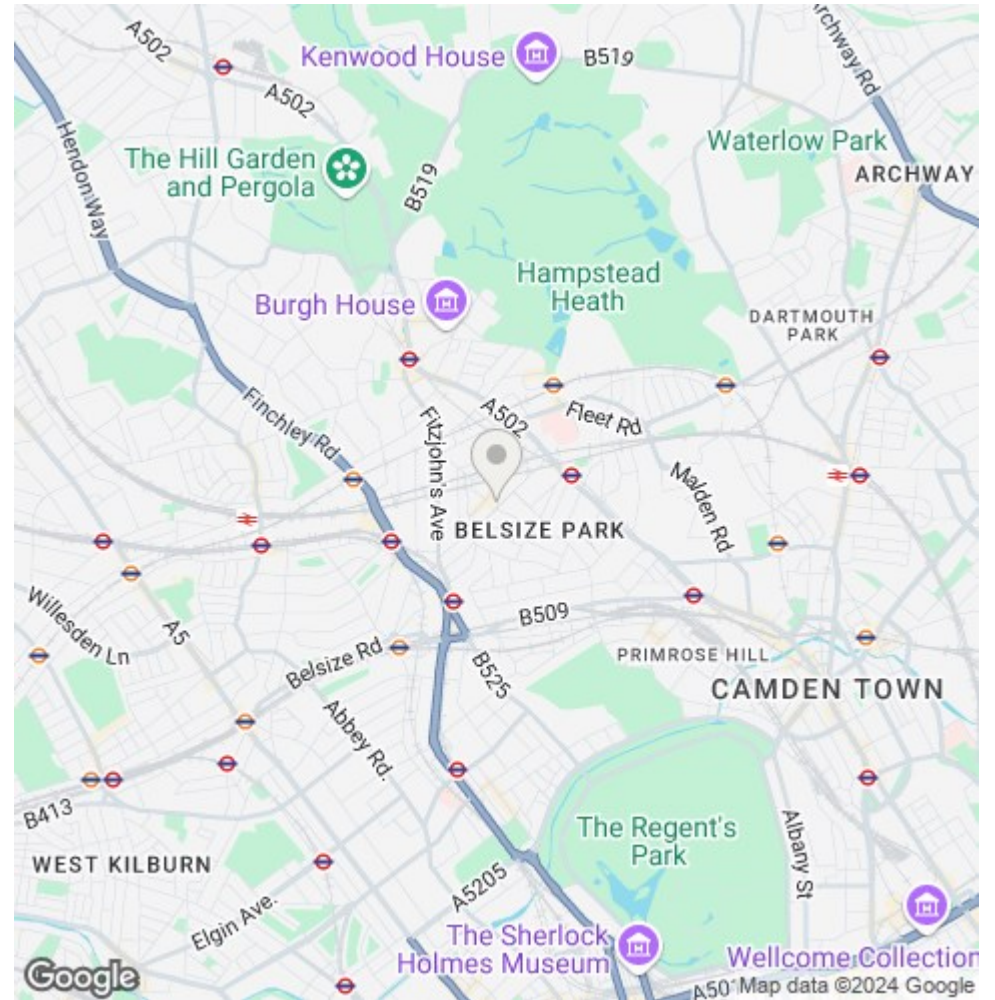 A502
Kenwood House
B519
Archway Rd
A502
Hendon Way
The Hill Garden
and Pergola
B519
Waterlow Park
ARCHWAY
Hampstead
Heath
Burgh House
DARTMOUTH
PARK
Finchley Rd
Fitzjohn's Ave
A502
Fleet Rd
Malden Rd
BELSIZE PARK
Willesden Ln
A5
B509
Belsize Rd
B525
PRIMROSE HILL
CAMDEN TOWN
Abbey Rd.
B413
WEST KILBURN
The Regent's
Park
Albany St
A5205
Elgin Ave.
The Sherlock
Holmes Museum
Wellcome Collection
Google
A501
Map data ©2024 Google